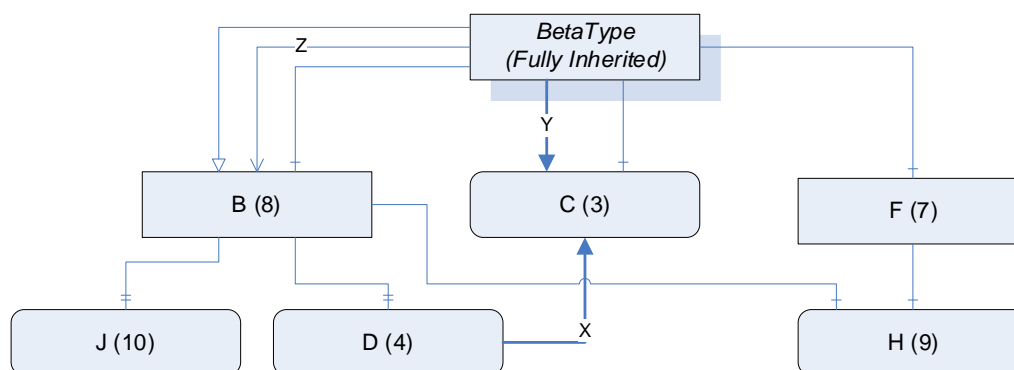 BetaType
(Fully Inherited)
Z
Y
B (8)
C (3)
F (7)
J (10)
D (4)
X
H (9)